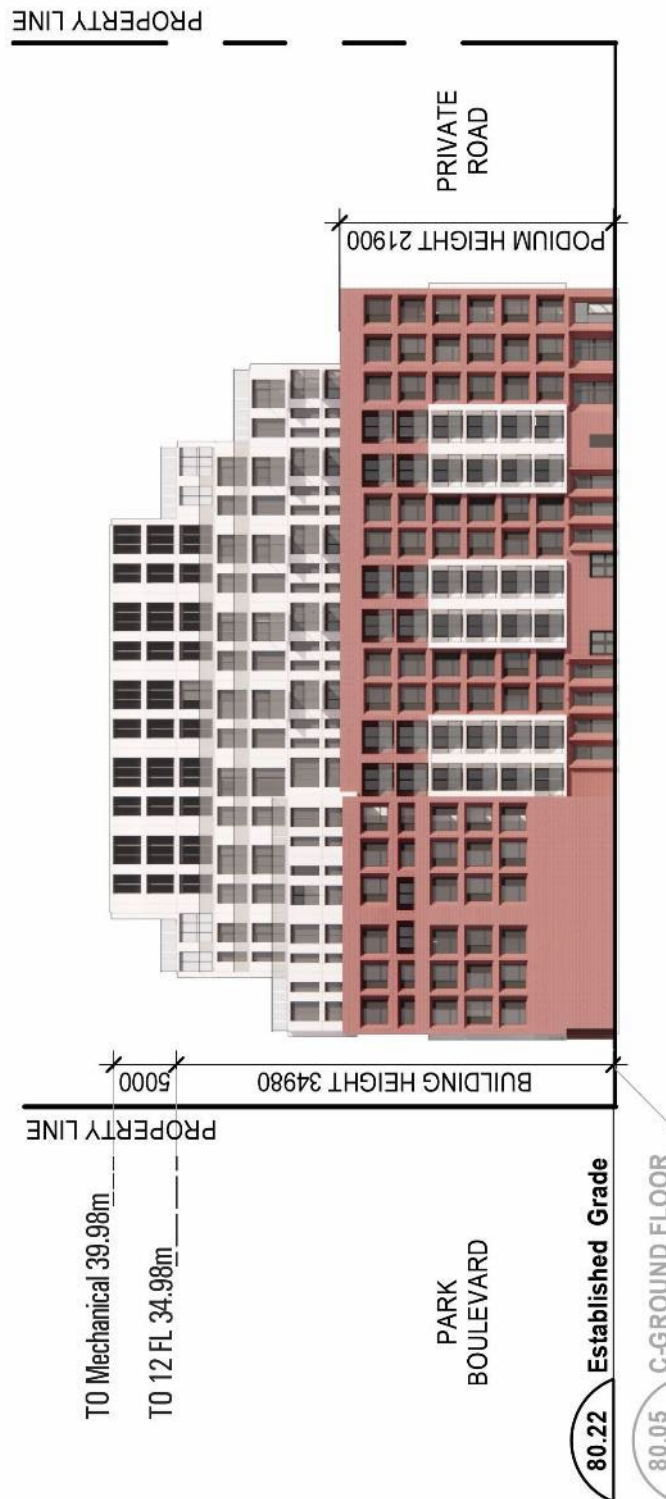 PROPERTY LINE
PRIVATE
ROAD
PODIUM HEIGHT 21900
BUILDING HEIGHT 34980
5000
PROPERTY LINE
TO Mechanical 39.98m
TO 12 FL 34.98m
PARK
BOULEVARD
80.22 Established Grade
80.05 C-GROUND FLOOR